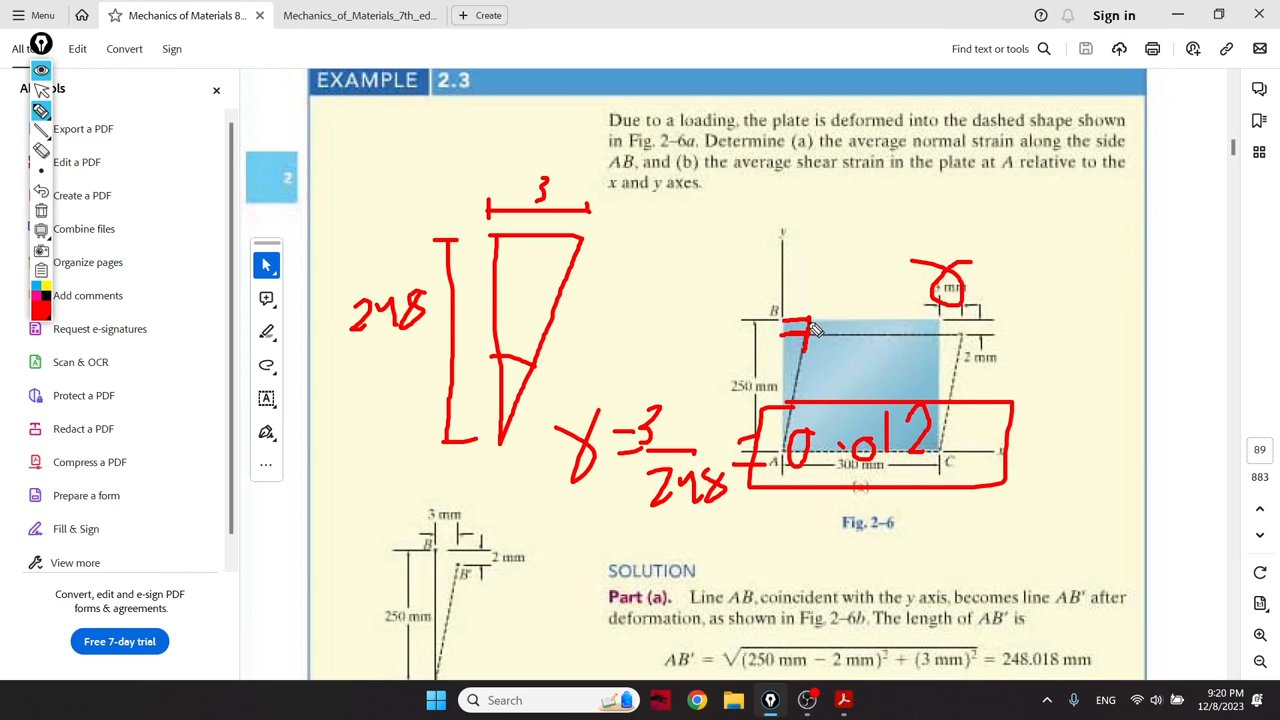 Menu
Mechanics of Materials 8...
Mechanics_of_Materials_7th_ed...
Create
Sign in
Edit
Convert
Sign
Find text or tools
Export a PDF
Edit a PDF
Create a PDF
Combine files
Organize pages
Add comments
Request e-signatures
Scan & OCR
Protect a PDF
Redact a PDF
Compress a PDF
Prepare a form
Fill & Sign
View more
Convert, edit and e-sign PDF
forms & agreements.
Free 7-day trial
2
EXAMPLE 2.3
Due to a loading, the plate is deformed into the dashed shape shown
in Fig. 2–6a. Determine (a) the average normal strain along the side
AB, and (b) the average shear strain in the plate at A relative to the
x and y axes.
3
248
γ = 3/248 = 0.012
y
B
250 mm
2 mm
A
300 mm
C
(a)
Fig. 2–6
3 mm
B
2 mm
B'
250 mm
SOLUTION
Part (a). Line AB, coincident with the y axis, becomes line AB' after
deformation, as shown in Fig. 2–6b. The length of AB' is
AB' = √(250 mm − 2 mm)² + (3 mm)² = 248.018 mm
89
883
Search
ENG
9:20 PM
12/8/2023